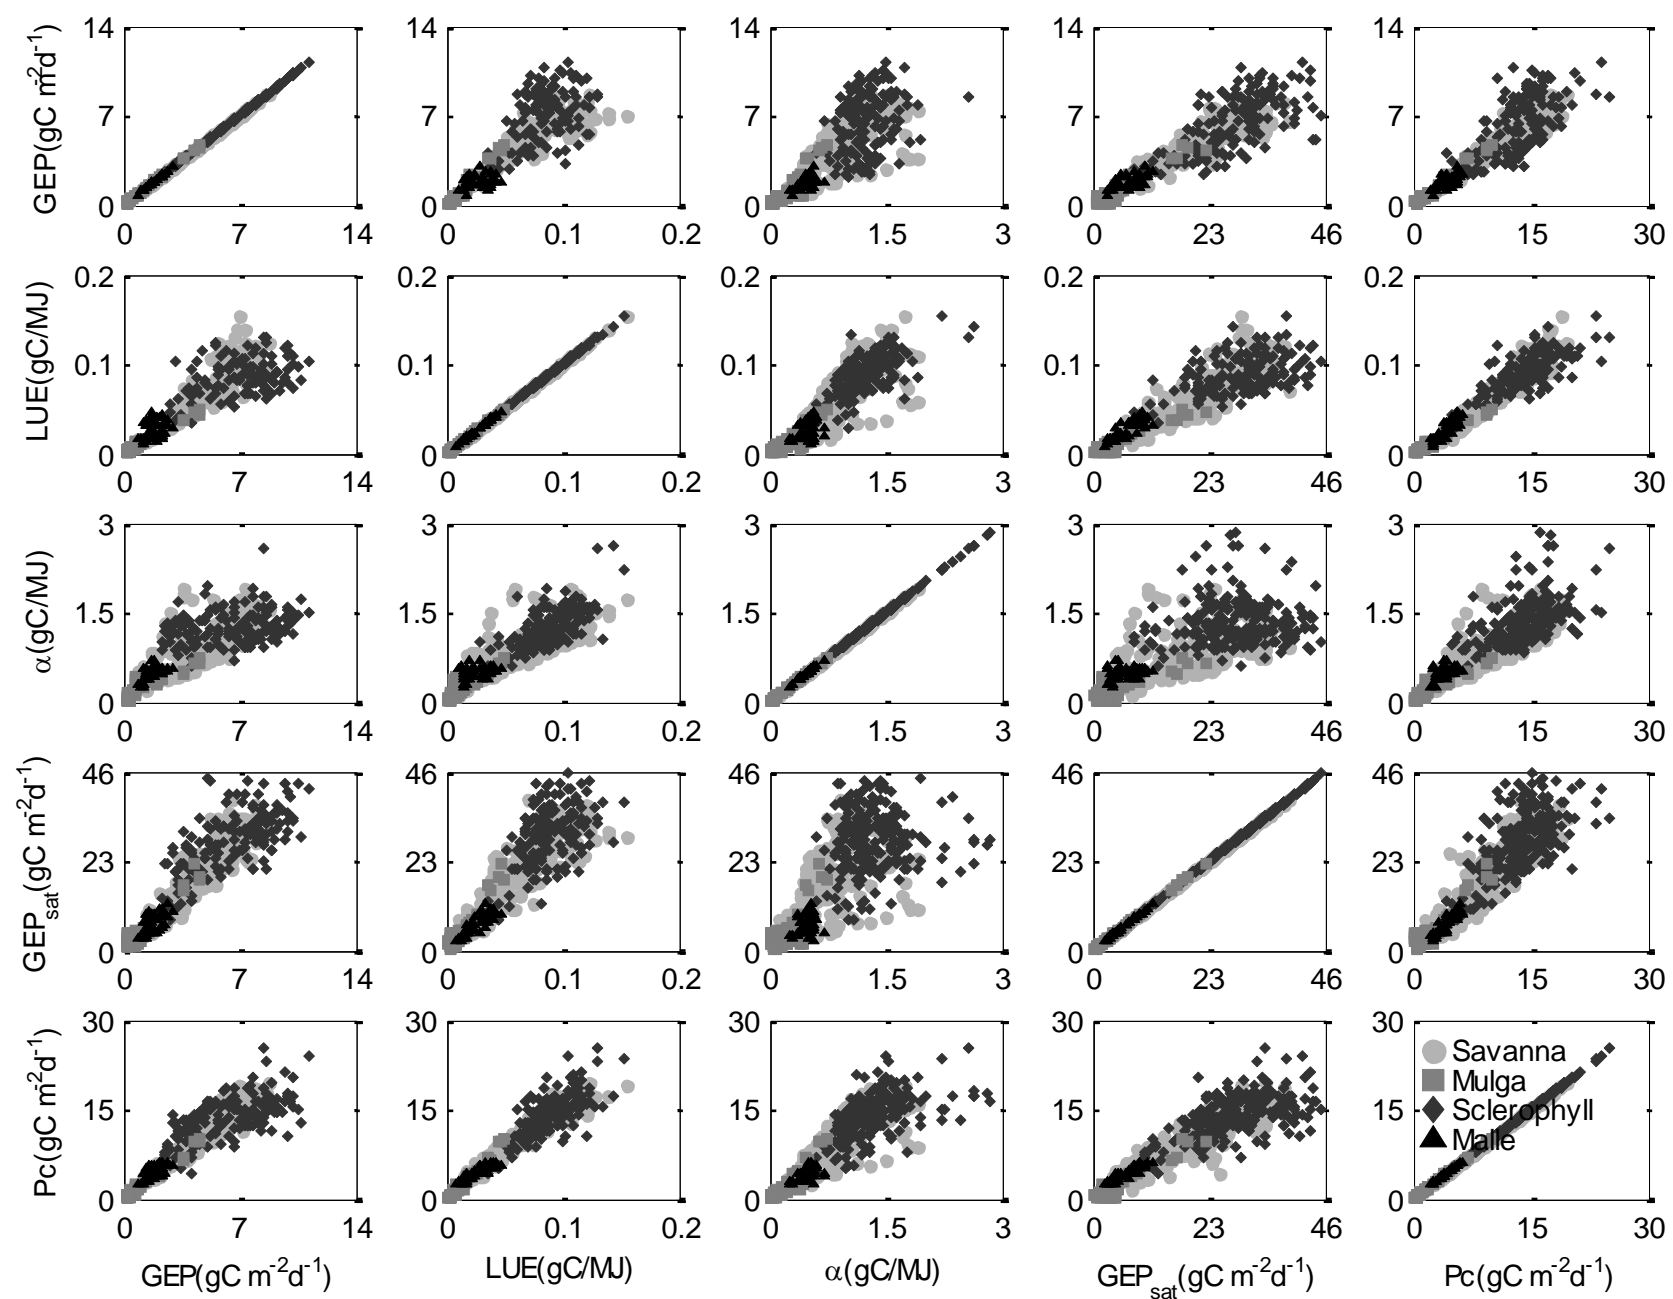 GEP(gC m⁻²d⁻¹)
14 14 14 14 14
7 7 7 7 7
0 0 0 0 0
0 7 14 0 0.1 0.2 0 1.5 3 0 23 46 0 15 30
LUE(gC/MJ)
0.2 0.2 0.2 0.2 0.2
0.1 0.1 0.1 0.1 0.1
0 0 0 0 0
0 7 14 0 0.1 0.2 0 1.5 3 0 23 46 0 15 30
α(gC/MJ)
3 3 3 3 3
1.5 1.5 1.5 1.5 1.5
0 0 0 0 0
0 7 14 0 0.1 0.2 0 1.5 3 0 23 46 0 15 30
GEPsat(gC m⁻²d⁻¹)
46 46 46 46 46
23 23 23 23 23
0 0 0 0 0
0 7 14 0 0.1 0.2 0 1.5 3 0 23 46 0 15 30
Pc(gC m⁻²d⁻¹)
30 30 30 30 30
15 15 15 15 15
0 0 0 0 0
Savanna
Mulga
Sclerophyll
Malle
0 7 14 0 0.1 0.2 0 1.5 3 0 23 46 0 15 30
GEP(gC m⁻²d⁻¹) LUE(gC/MJ) α(gC/MJ) GEPsat(gC m⁻²d⁻¹) Pc(gC m⁻²d⁻¹)